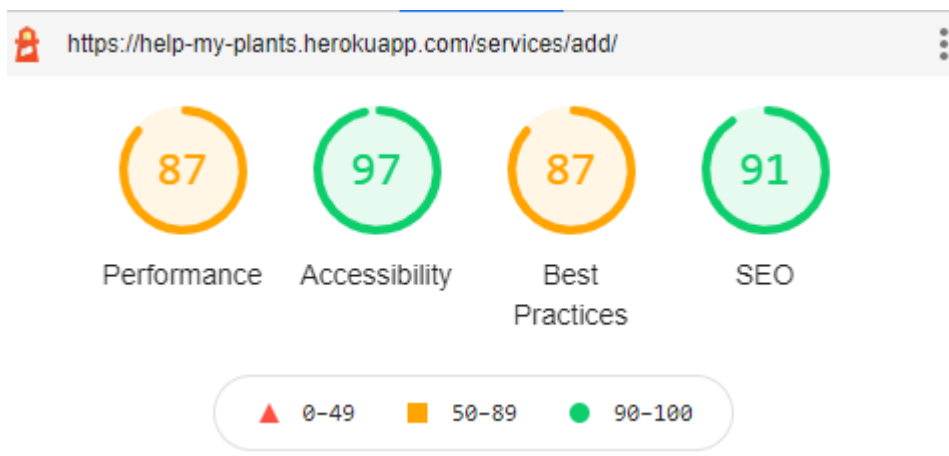 https://help-my-plants.herokuapp.com/services/add/
87 97 87 91
Performance Accessibility Best SEO
Practices
0–49 50–89 90–100